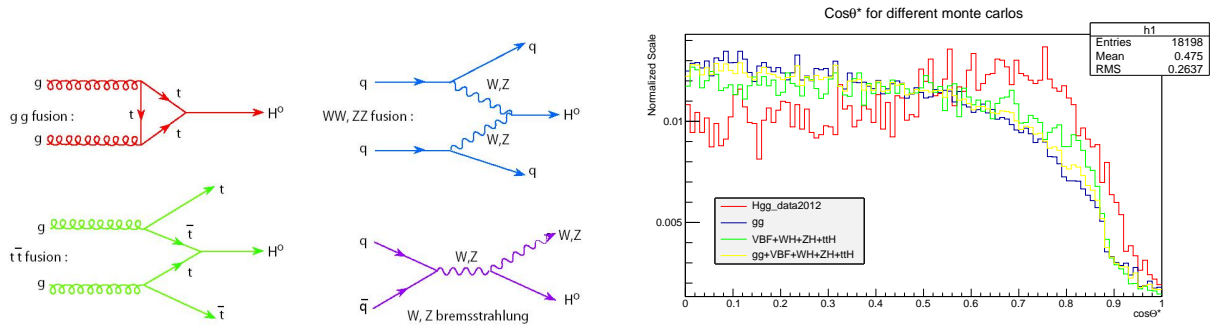 g g fusion :
g
g
t
t
t
H⁰
WW, ZZ fusion :
q
q
q
q
W,Z
W,Z
H⁰
t t̄ fusion :
g
g
t
t̄
t
t̄
H⁰
q
q̄
W,Z
W,Z
H⁰
W, Z bremsstrahlung
Cosθ* for different monte carlos
h1
Entries 18198
Mean 0.475
RMS 0.2637
Normalized Scale
0.01
0.005
Hgg_data2012
gg
VBF+WH+ZH+ttH
gg+VBF+WH+ZH+ttH
0 0.1 0.2 0.3 0.4 0.5 0.6 0.7 0.8 0.9 1
cosΘ*